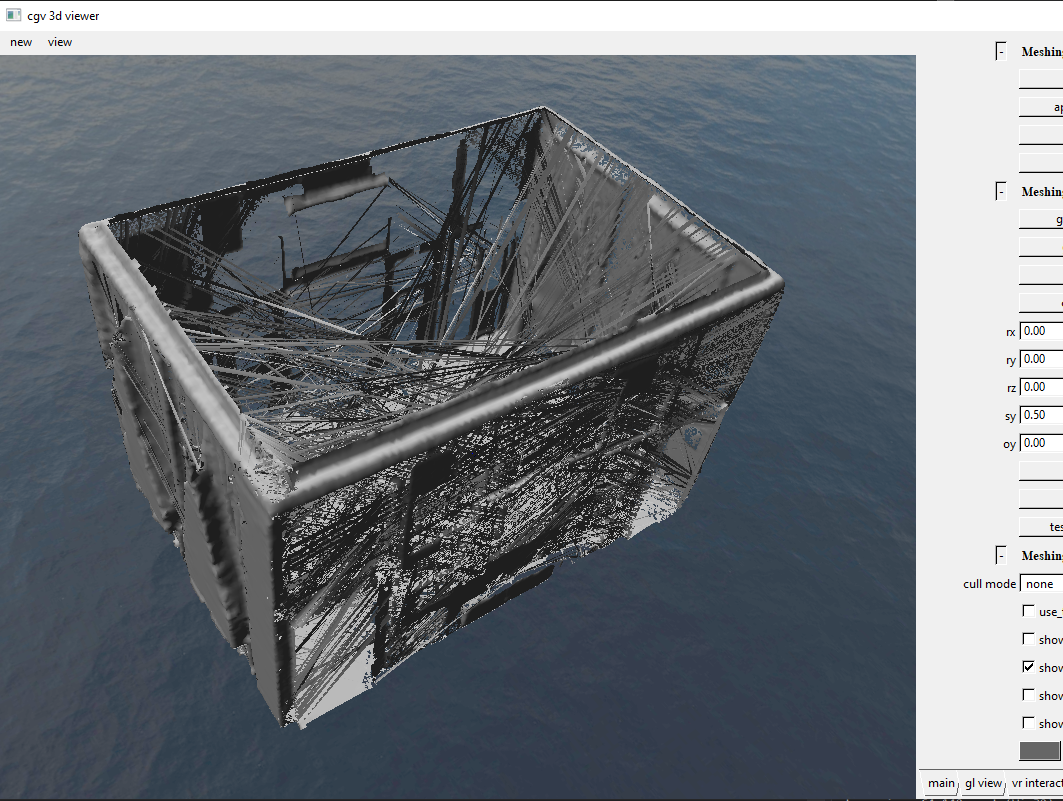 cgv 3d viewer
new view
- Meshin
ap
- Meshin
g
rx 0.00
ry 0.00
rz 0.00
sy 0.50
oy 0.00
tes
- Meshin
cull mode none
use_
show
show
show
show
main gl view vr interact